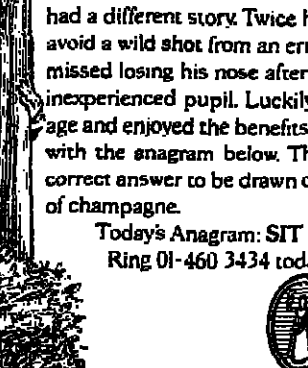 had a different story. Twice h
avoid a wild shot from an err
missed losing his nose after
inexperienced pupil. Luckily
age and enjoyed the benefits
with the anagram below. Th
correct answer to be drawn o
of champagne.
Today's Anagram: SIT
Ring 01-460 3434 tod